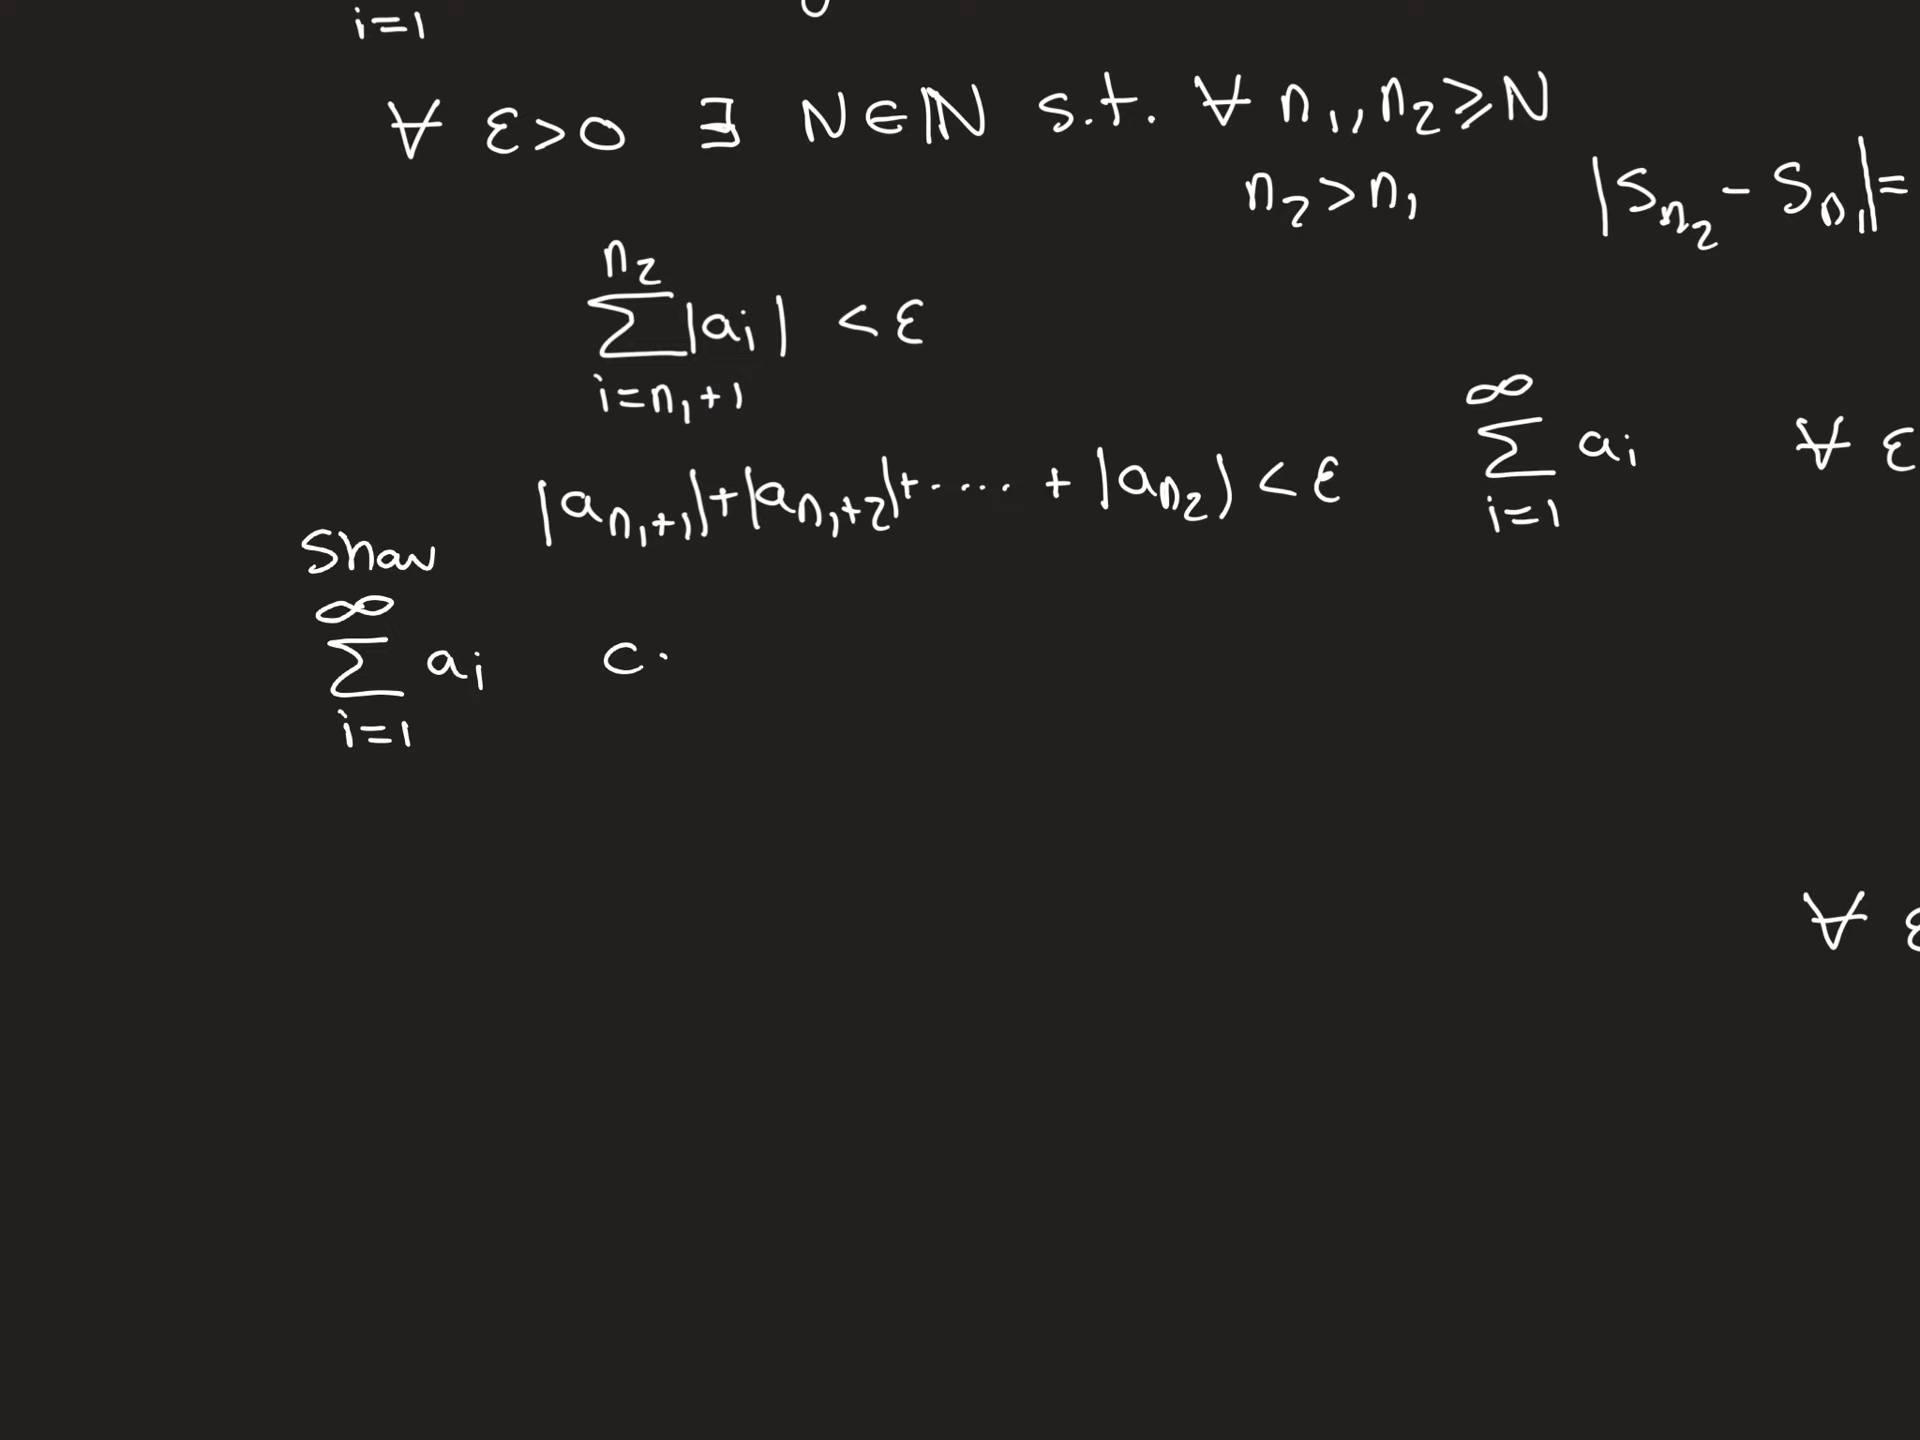 i=1
∀ ε>0 ∃ N∈ℕ s.t. ∀ n₁,n₂≥N
n₂>n₁ |Sₙ₂ - Sₙ₁|=
n₂
∑|aᵢ| <ε
i=n₁+1
∞
∑ aᵢ ∀ ε
i=1
|aₙ₁₊₁|+|aₙ₁₊₂|+ ..... + |aₙ₂| <ε
Show
∞
∑ aᵢ c.
i=1
∀ ε